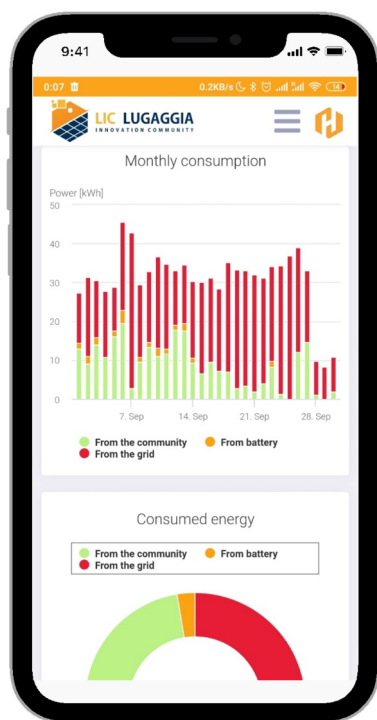 9:41
0:07
0.2KB/s
14
LIC LUGAGGIA
INNOVATION COMMUNITY
Monthly consumption
Power [kWh]
50
40
30
20
10
0
7. Sep
14. Sep
21. Sep
28. Sep
From the community
From battery
From the grid
Consumed energy
From the community
From battery
From the grid